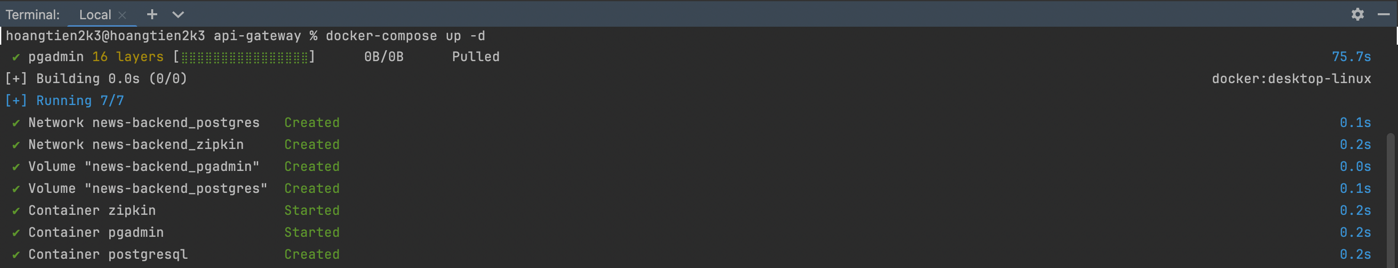 Terminal: Local
hoangtien2k3@hoangtien2k3 api-gateway % docker-compose up -d
✔ pgadmin 16 layers [⣿⣿⣿⣿⣿⣿⣿⣿⣿⣿⣿⣿⣿⣿⣿⣿] 0B/0B Pulled 75.7s
[+] Building 0.0s (0/0) docker:desktop-linux
[+] Running 7/7
✔ Network news-backend_postgres Created 0.1s
✔ Network news-backend_zipkin Created 0.2s
✔ Volume "news-backend_pgadmin" Created 0.0s
✔ Volume "news-backend_postgres" Created 0.1s
✔ Container zipkin Started 0.2s
✔ Container pgadmin Started 0.2s
✔ Container postgresql Created 0.2s